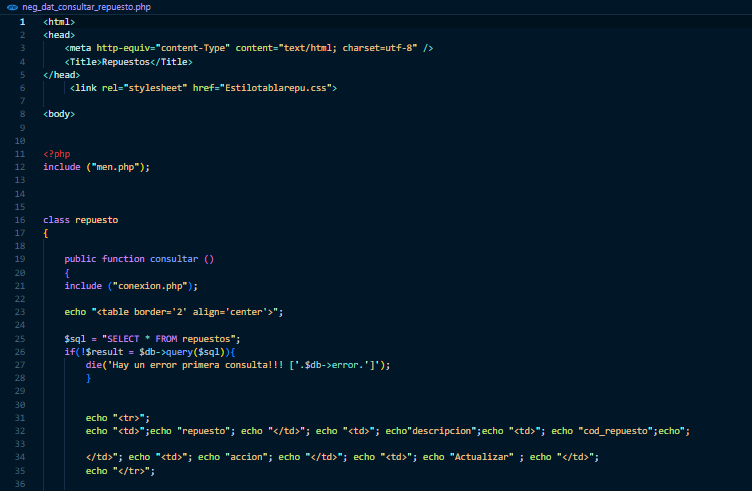 neg_dat_consultar_repuesto.php
1 <html>
2 <head>
3 <meta http-equiv="content-Type" content="text/html; charset=utf-8" />
4 <Title>Repuestos</Title>
5 </head>
6 <link rel="stylesheet" href="Estilotablarepu.css">
7
8 <body>
9
10
11 <?php
12 include ("men.php");
13
14
15
16 class repuesto
17 {
18
19 public function consultar ()
20 {
21 include ("conexion.php");
22
23 echo "<table border='2' align='center'>";
24
25 $sql = "SELECT * FROM repuestos";
26 if(!$result = $db->query($sql)){
27 die('Hay un error primera consulta!!! ['.$db->error.']');
28 }
29
30
31 echo "<tr>";
32 echo "<td>";echo "repuesto"; echo "</td>"; echo "<td>"; echo"descripcion";echo "<td>"; echo "cod_repuesto";echo";
33
34 </td>"; echo "<td>"; echo "accion"; echo "</td>"; echo "<td>"; echo "Actualizar" ; echo "</td>";
35 echo "</tr>";
36